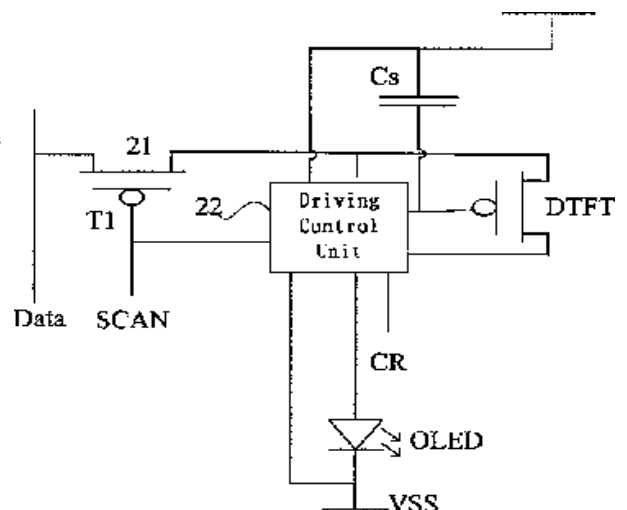 Cs
21
T1
22
Driving
Control
Unit
DTFT
Data
SCAN
CR
OLED
VSS